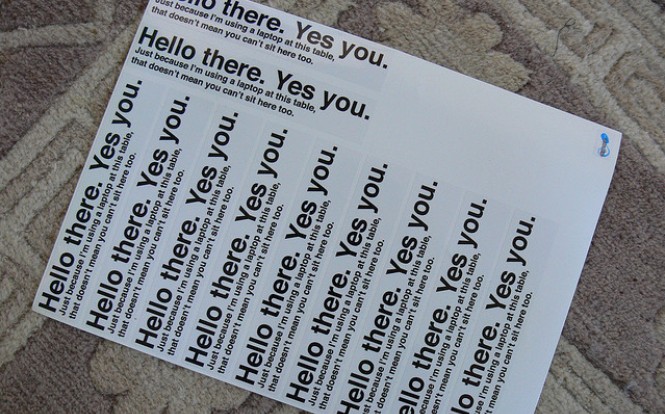 Hello there. Yes you.
Just because I'm using a laptop at this table,
that doesn't mean you can't sit here too.
Hello there. Yes you.
Just because I'm using a laptop at this table,
that doesn't mean you can't sit here too.
Hello there. Yes you.
Just because I'm using a laptop at this table,
that doesn't mean you can't sit here too.
Hello there. Yes you.
Just because I'm using a laptop at this table,
that doesn't mean you can't sit here too.
Hello there. Yes you.
Just because I'm using a laptop at this table,
that doesn't mean you can't sit here too.
Hello there. Yes you.
Just because I'm using a laptop at this table,
that doesn't mean you can't sit here too.
Hello there. Yes you.
Just because I'm using a laptop at this table,
that doesn't mean you can't sit here too.
Hello there. Yes you.
Just because I'm using a laptop at this table,
that doesn't mean you can't sit here too.
Hello there. Yes you.
Just because I'm using a laptop at this table,
doesn't mean you can't sit here too.
Hello there. Yes you.
because I'm using a laptop at this table,
mean you can't sit here too.
Hello there. Yes you.
I'm using a laptop at this table,
you can't sit here too.